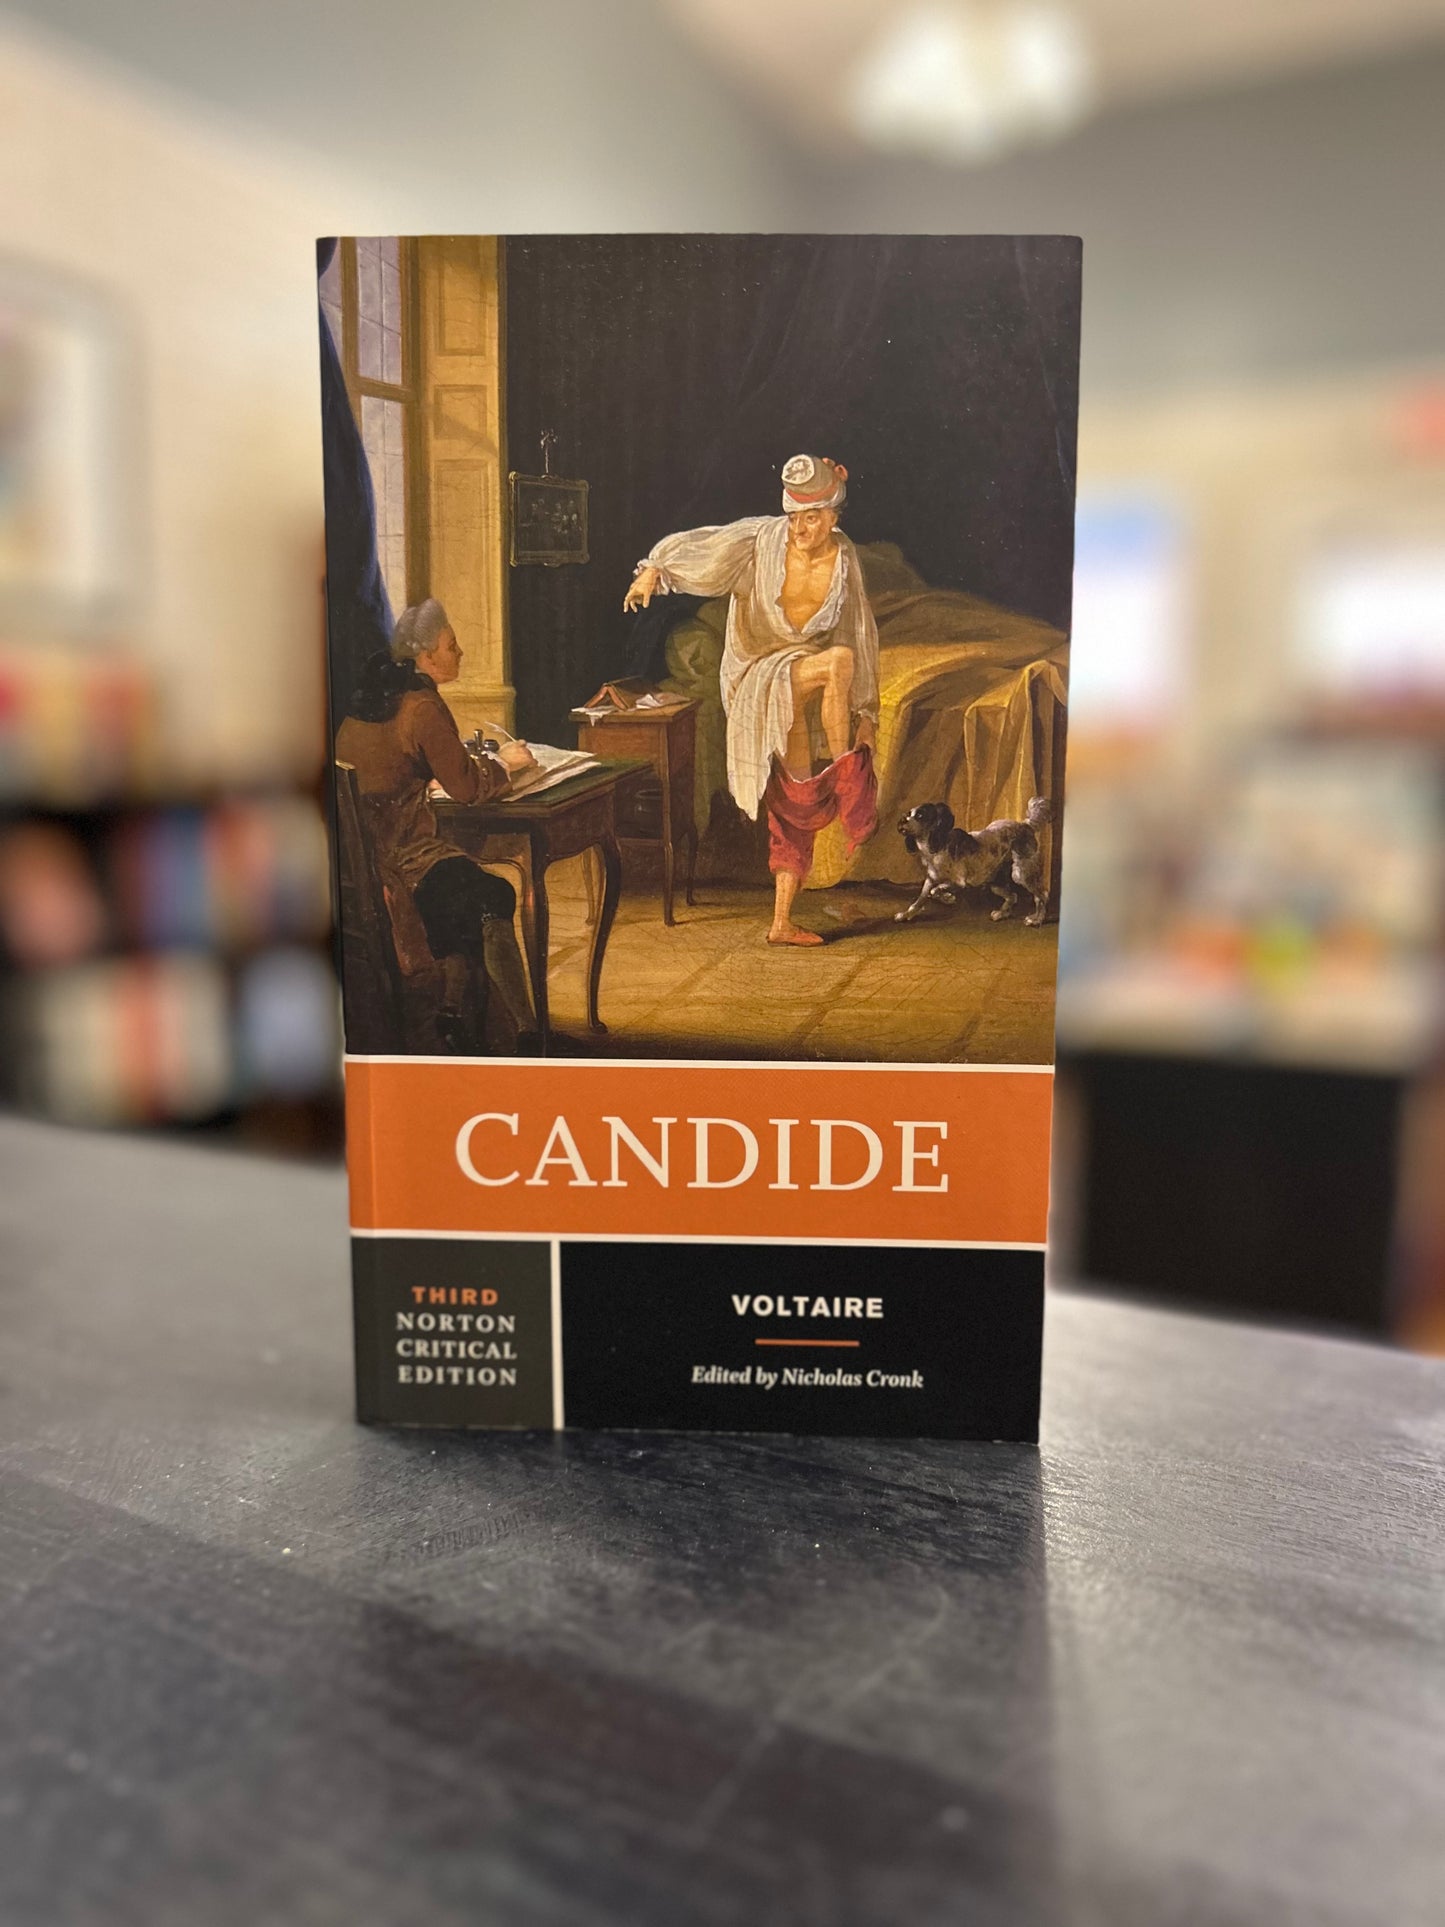 CANDIDE
THIRD
NORTON
CRITICAL
EDITION
VOLTAIRE
Edited by Nicholas Cronk